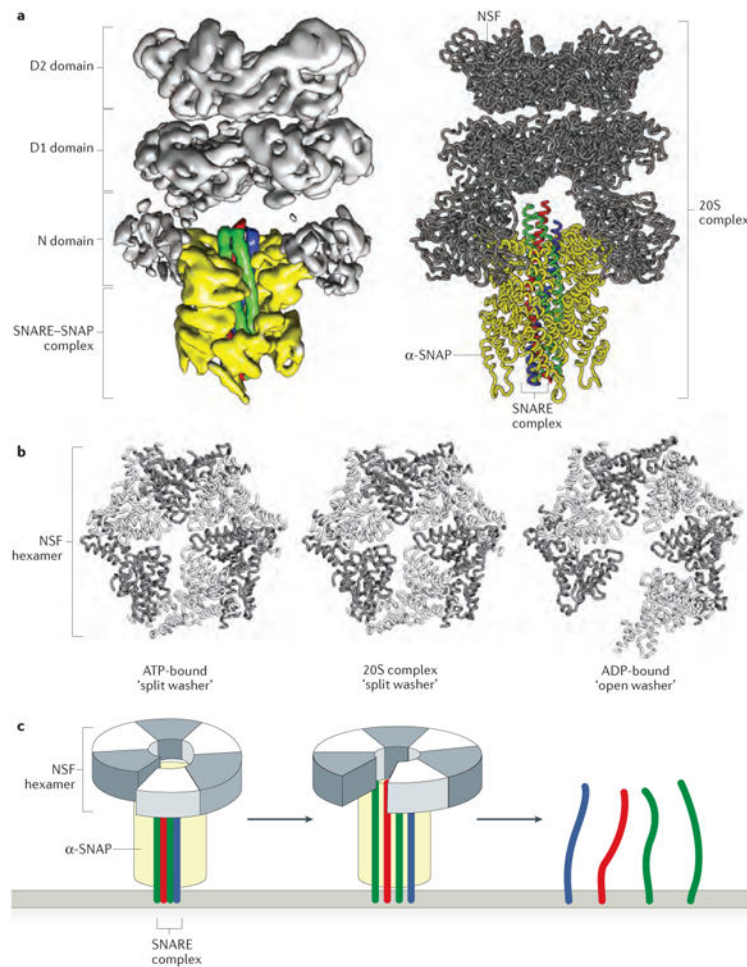 a
NSF
D2 domain
D1 domain
N domain
20S
complex
SNARE–SNAP
complex
α-SNAP
SNARE
complex
b
NSF
hexamer
ATP-bound
'split washer'
20S complex
'split washer'
ADP-bound
'open washer'
c
NSF
hexamer
α-SNAP
SNARE
complex